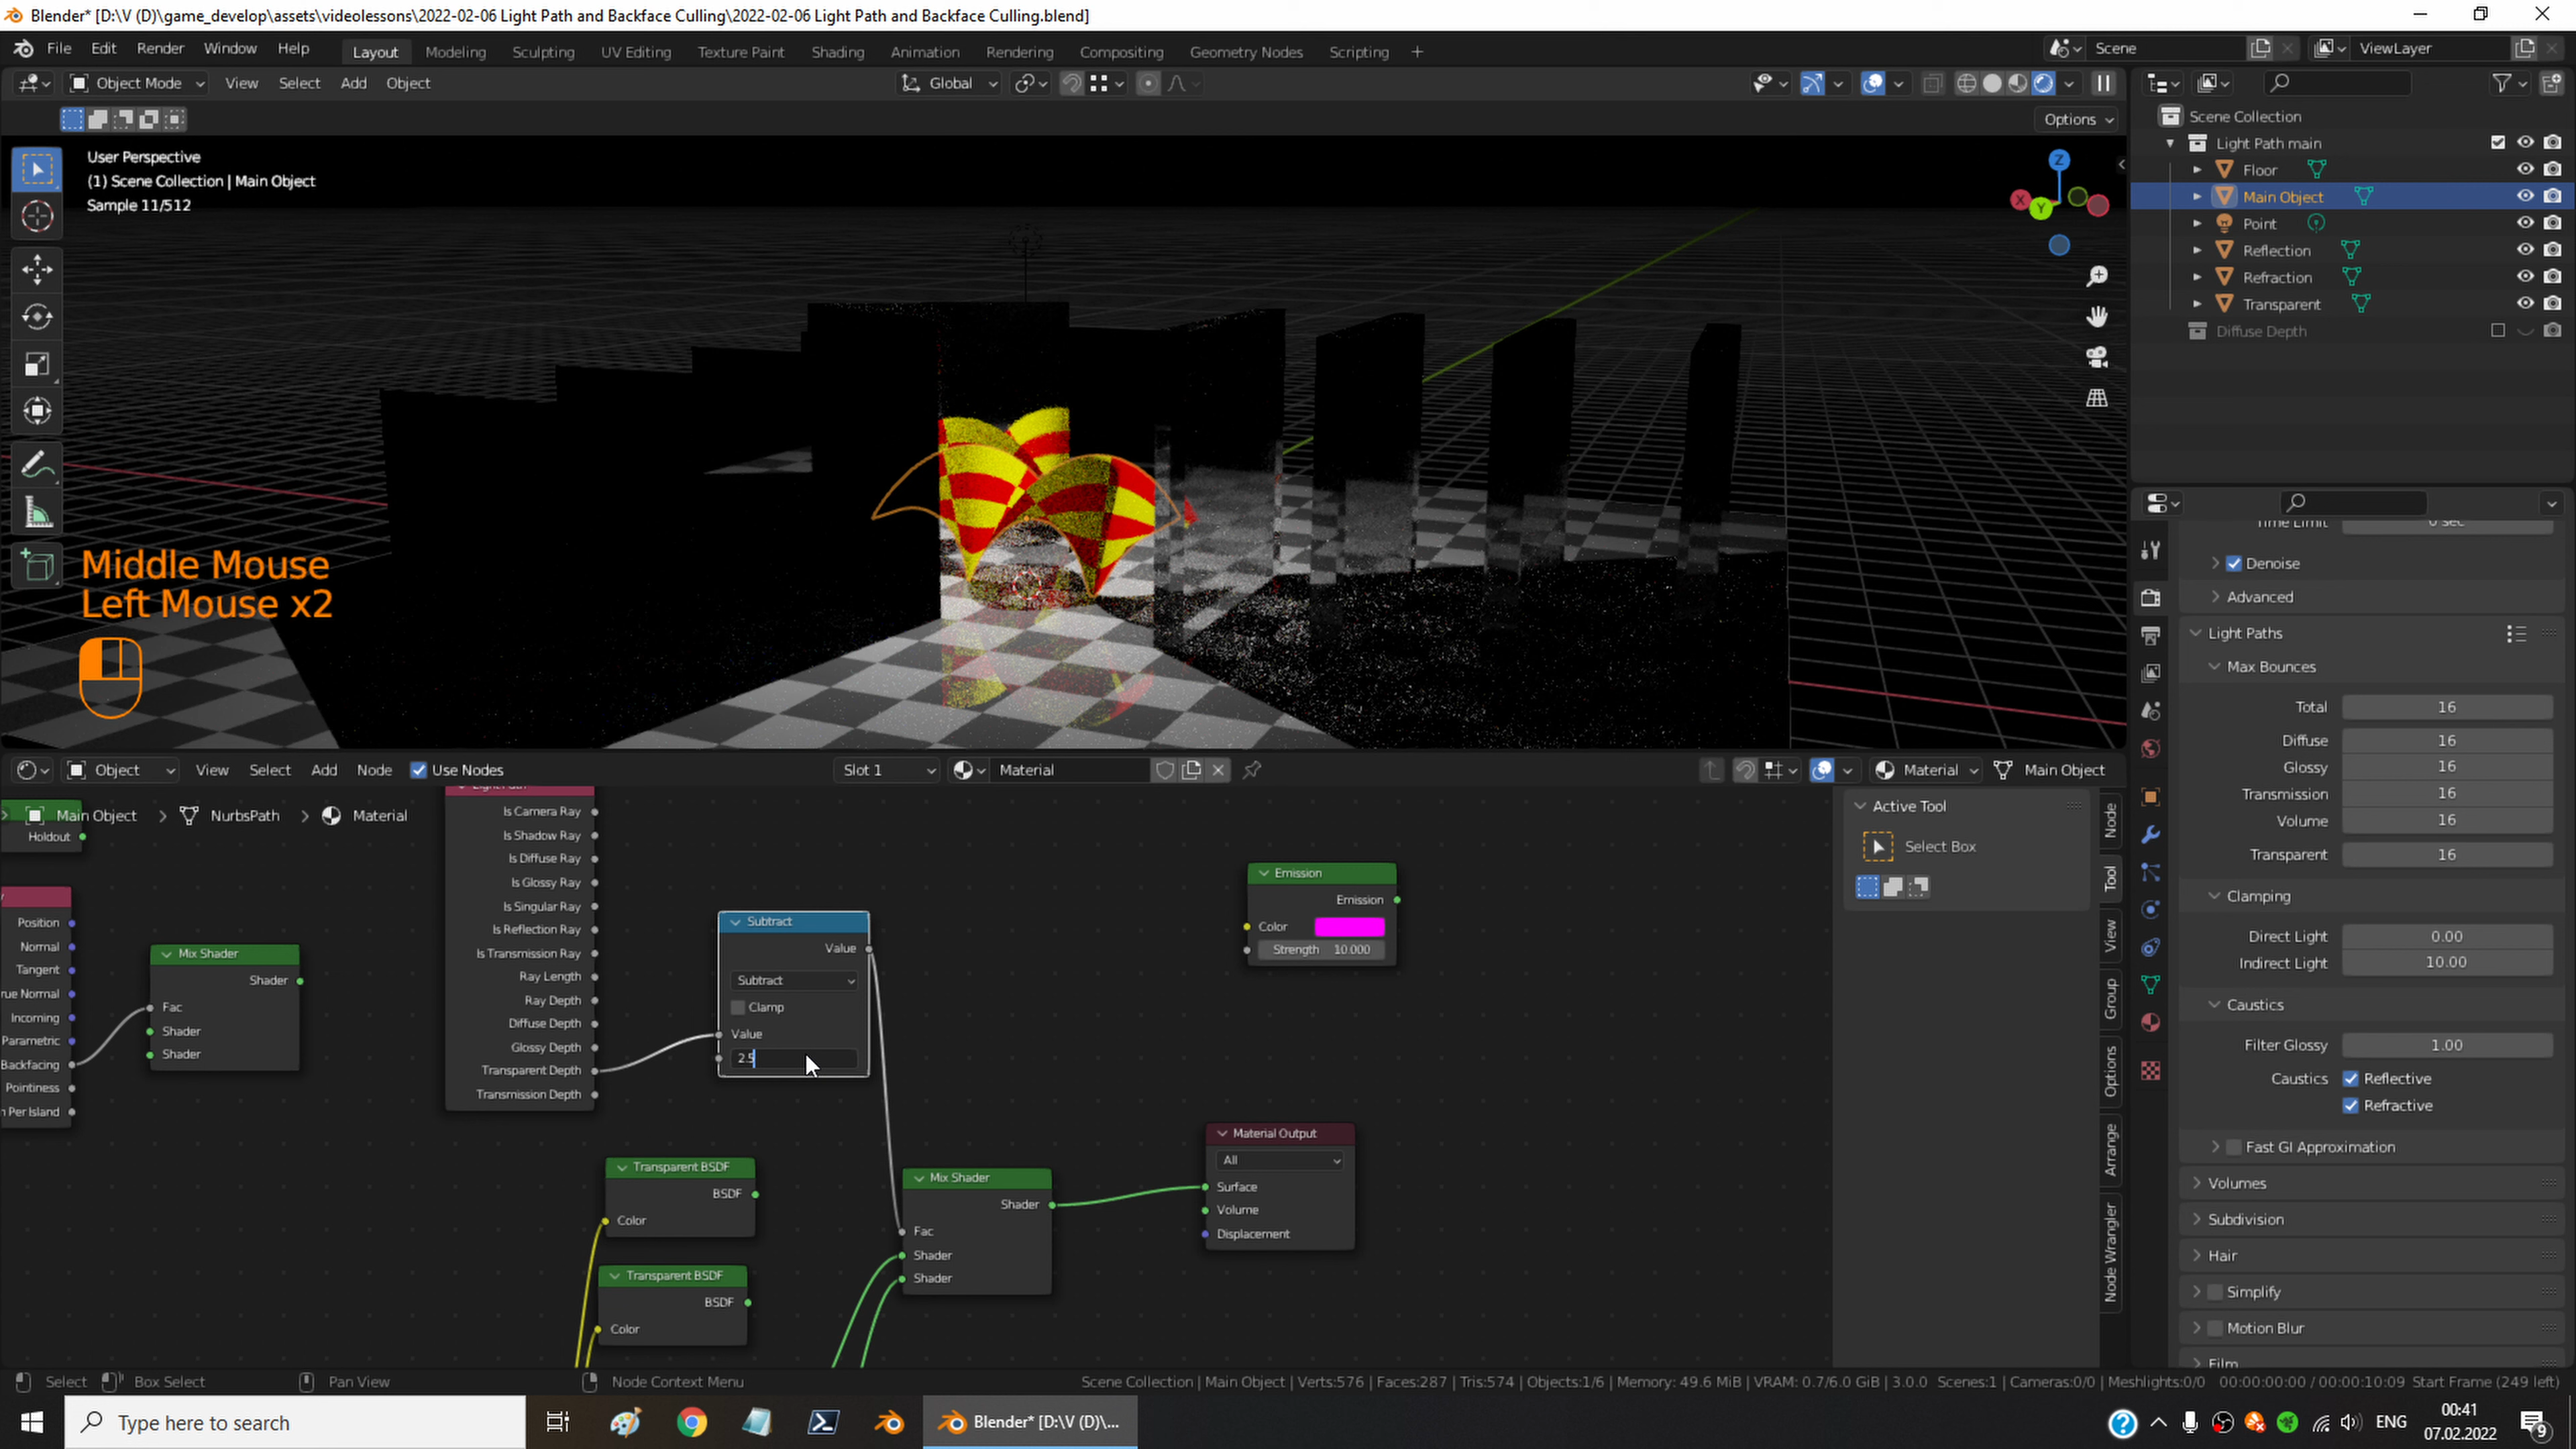 Blender* [D:\V (D)\game_develop\assets\videolessons\2022-02-06 Light Path and Backface Culling\2022-02-06 Light Path and Backface Culling.blend]
File Edit Render Window Help Layout Modeling Sculpting UV Editing Texture Paint Shading Animation Rendering Compositing Geometry Nodes Scripting + Scene ViewLayer
Object Mode View Select Add Object Global
Options
User Perspective
(1) Scene Collection | Main Object
Sample 11/512
Z
X
Y
Middle Mouse
Left Mouse x2
Scene Collection
Light Path main
Floor
Main Object
Point
Reflection
Refraction
Transparent
Diffuse Depth
Time Limit 0 sec
Denoise
Advanced
Light Paths
Max Bounces
Total 16
Diffuse 16
Glossy 16
Transmission 16
Volume 16
Transparent 16
Clamping
Direct Light 0.00
Indirect Light 10.00
Caustics
Filter Glossy 1.00
Caustics Reflective
Refractive
Fast GI Approximation
Volumes
Subdivision
Hair
Simplify
Motion Blur
Film
Object View Select Add Node Use Nodes Slot 1 Material Material Main Object
Main Object > NurbsPath > Material
Holdout
Position
Normal
Tangent
rue Normal
Incoming
Parametric
Backfacing
Pointiness
n Per Island
Mix Shader
Shader
Fac
Shader
Shader
Is Camera Ray
Is Shadow Ray
Is Diffuse Ray
Is Glossy Ray
Is Singular Ray
Is Reflection Ray
Is Transmission Ray
Ray Length
Ray Depth
Diffuse Depth
Glossy Depth
Transparent Depth
Transmission Depth
Subtract
Value
Subtract
Clamp
Value
2.5
Transparent BSDF
BSDF
Color
Transparent BSDF
BSDF
Color
Mix Shader
Shader
Fac
Shader
Shader
Emission
Emission
Color
Strength 10.000
Material Output
All
Surface
Volume
Displacement
Active Tool
Select Box
Node
Tool
View
Group
Options
Arrange
Node Wrangler
Select Box Select Pan View Node Context Menu Scene Collection | Main Object | Verts:576 | Faces:287 | Tris:574 | Objects:1/6 | Memory: 49.6 MiB | VRAM: 0.7/6.0 GiB | 3.0.0 Scenes:1 | Cameras:0/0 | Meshlights:0/0 00:00:00:00 / 00:00:10:09 Start Frame (249 left)
Type here to search
Blender* [D:\V (D)\...
ENG
00:41
07.02.2022
9